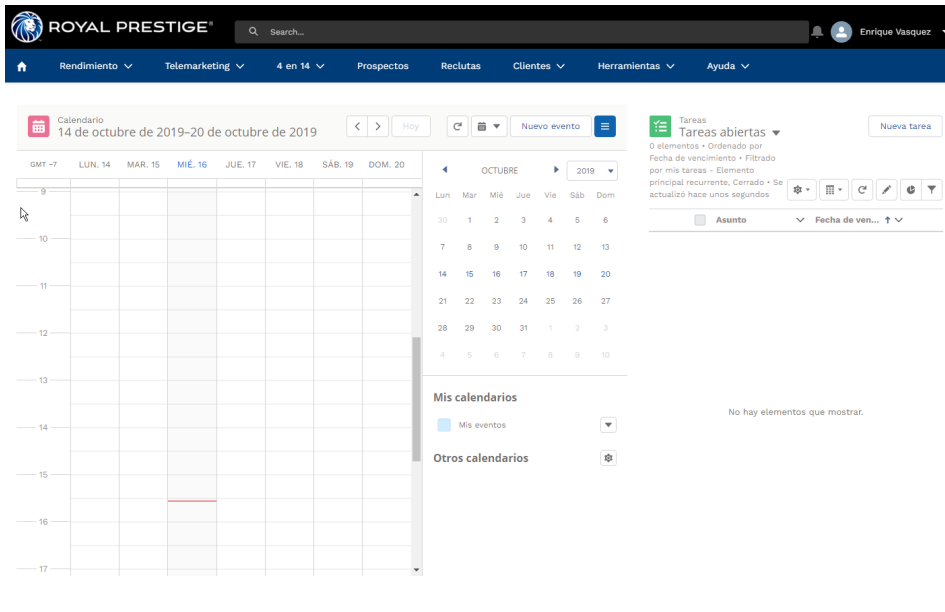 ROYAL PRESTIGE®
Search...
Enrique Vasquez
Rendimiento Telemarketing 4 en 14 Prospectos Reclutas Clientes Herramientas Ayuda
Calendario
14 de octubre de 2019–20 de octubre de 2019
Hoy
Nuevo evento
GMT −7 LUN. 14 MAR. 15 MIÉ. 16 JUE. 17 VIE. 18 SÁB. 19 DOM. 20
9
10
11
12
13
14
15
16
17
OCTUBRE 2019
Lun Mar Mié Jue Vie Sáb Dom
30 1 2 3 4 5 6
7 8 9 10 11 12 13
14 15 16 17 18 19 20
21 22 23 24 25 26 27
28 29 30 31 1 2 3
4 5 6 7 8 9 10
Mis calendarios
Mis eventos
Otros calendarios
Tareas
Tareas abiertas
Nueva tarea
0 elementos • Ordenado por
Fecha de vencimiento • Filtrado
por mis tareas - Elemento
principal recurrente, Cerrado • Se
actualizó hace unos segundos
Asunto Fecha de ven...
No hay elementos que mostrar.